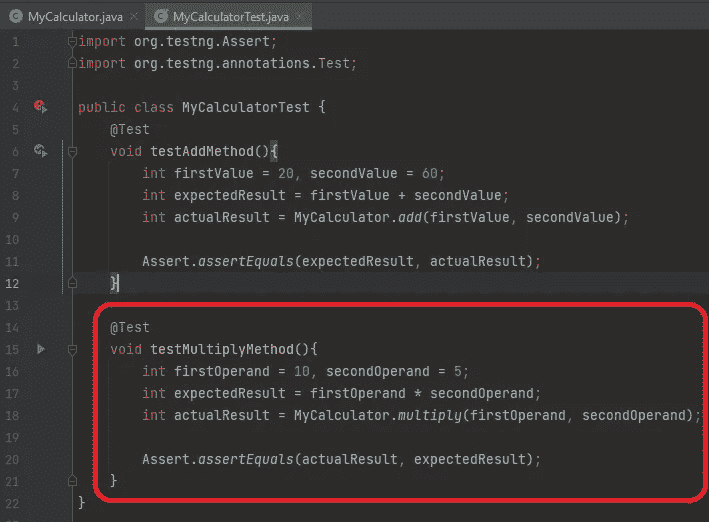 MyCalculator.java × MyCalculatorTest.java ×
1 import org.testng.Assert;
2 import org.testng.annotations.Test;
3
4 public class MyCalculatorTest {
5 @Test
6 void testAddMethod(){
7 int firstValue = 20, secondValue = 60;
8 int expectedResult = firstValue + secondValue;
9 int actualResult = MyCalculator.add(firstValue, secondValue);
10
11 Assert.assertEquals(expectedResult, actualResult);
12 }
13
14 @Test
15 void testMultiplyMethod(){
16 int firstOperand = 10, secondOperand = 5;
17 int expectedResult = firstOperand * secondOperand;
18 int actualResult = MyCalculator.multiply(firstOperand, secondOperand);
19
20 Assert.assertEquals(actualResult, expectedResult);
21 }
22 }